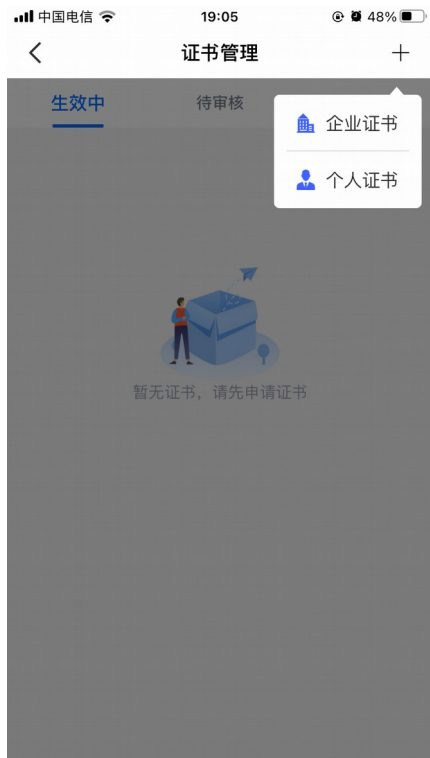 中国电信
19:05
48%
证书管理
生效中
待审核
企业证书
个人证书
暂无证书，请先申请证书